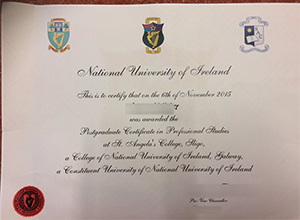 National University of Ireland
This is to certify that on the 6th of November 2015
was awarded the
Postgraduate Certificate in Professional Studies
at St. Angela's College, Sligo,
a College of National University of Ireland, Galway,
a Constituent University of National University of Ireland
Pro Vice Chancellor